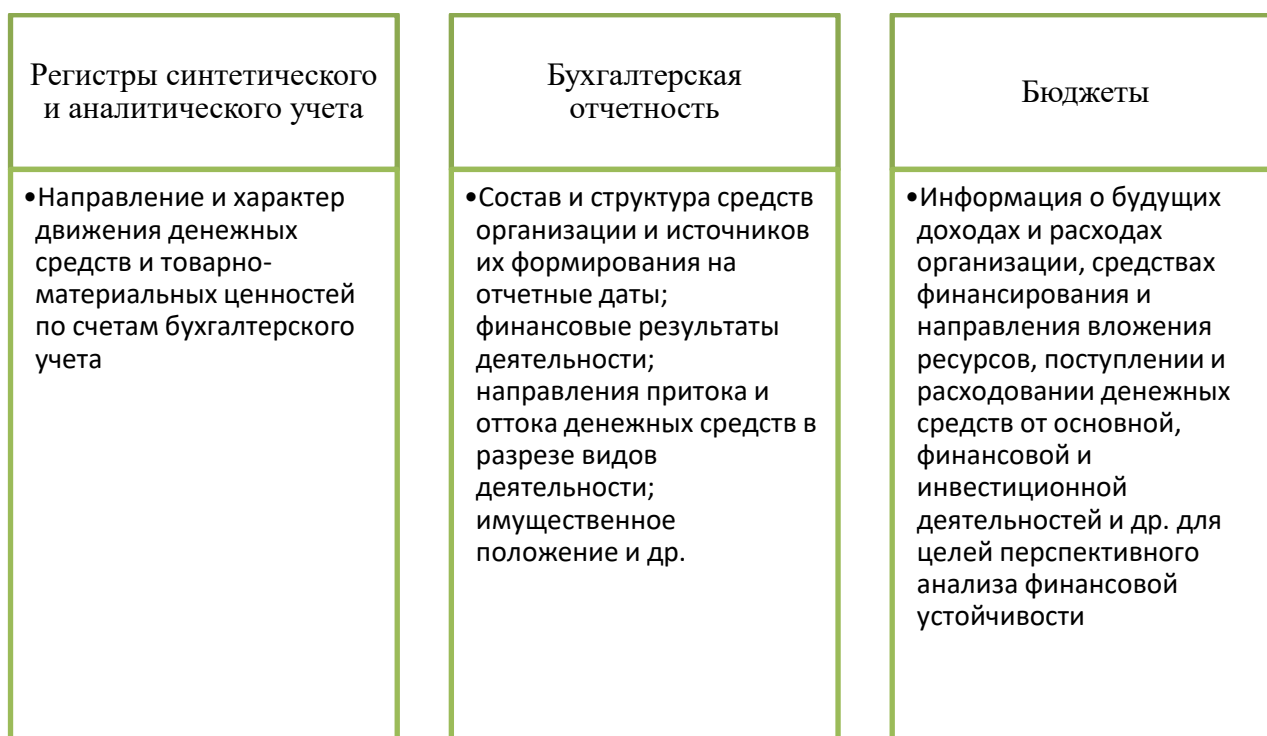 Регистры синтетического
и аналитического учета
•Направление и характер
движения денежных
средств и товарно-
материальных ценностей
по счетам бухгалтерского
учета
Бухгалтерская
отчетность
•Состав и структура средств
организации и источников
их формирования на
отчетные даты;
финансовые результаты
деятельности;
направления притока и
оттока денежных средств в
разрезе видов
деятельности;
имущественное
положение и др.
Бюджеты
•Информация о будущих
доходах и расходах
организации, средствах
финансирования и
направления вложения
ресурсов, поступлении и
расходовании денежных
средств от основной,
финансовой и
инвестиционной
деятельностей и др. для
целей перспективного
анализа финансовой
устойчивости